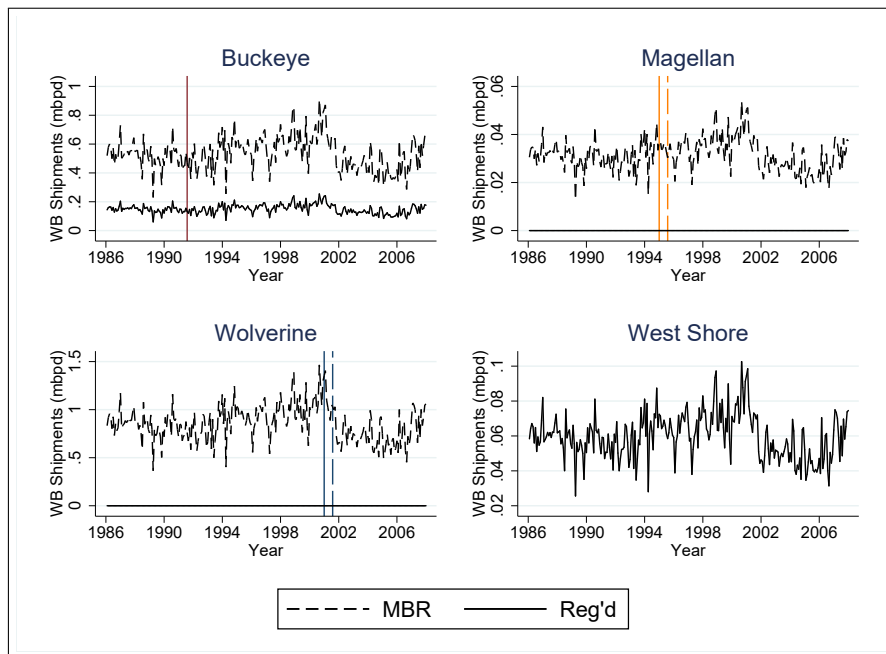 Buckeye
WB Shipments (mbpd)
1
.8
.6
.4
.2
0
1986 1990 1994 1998 2002 2006
Year
Magellan
WB Shipments (mbpd)
.06
.04
.02
0
1986 1990 1994 1998 2002 2006
Year
Wolverine
WB Shipments (mbpd)
1.5
1
.5
0
1986 1990 1994 1998 2002 2006
Year
West Shore
WB Shipments (mbpd)
.1
.08
.06
.04
.02
1986 1990 1994 1998 2002 2006
Year
MBR Reg'd